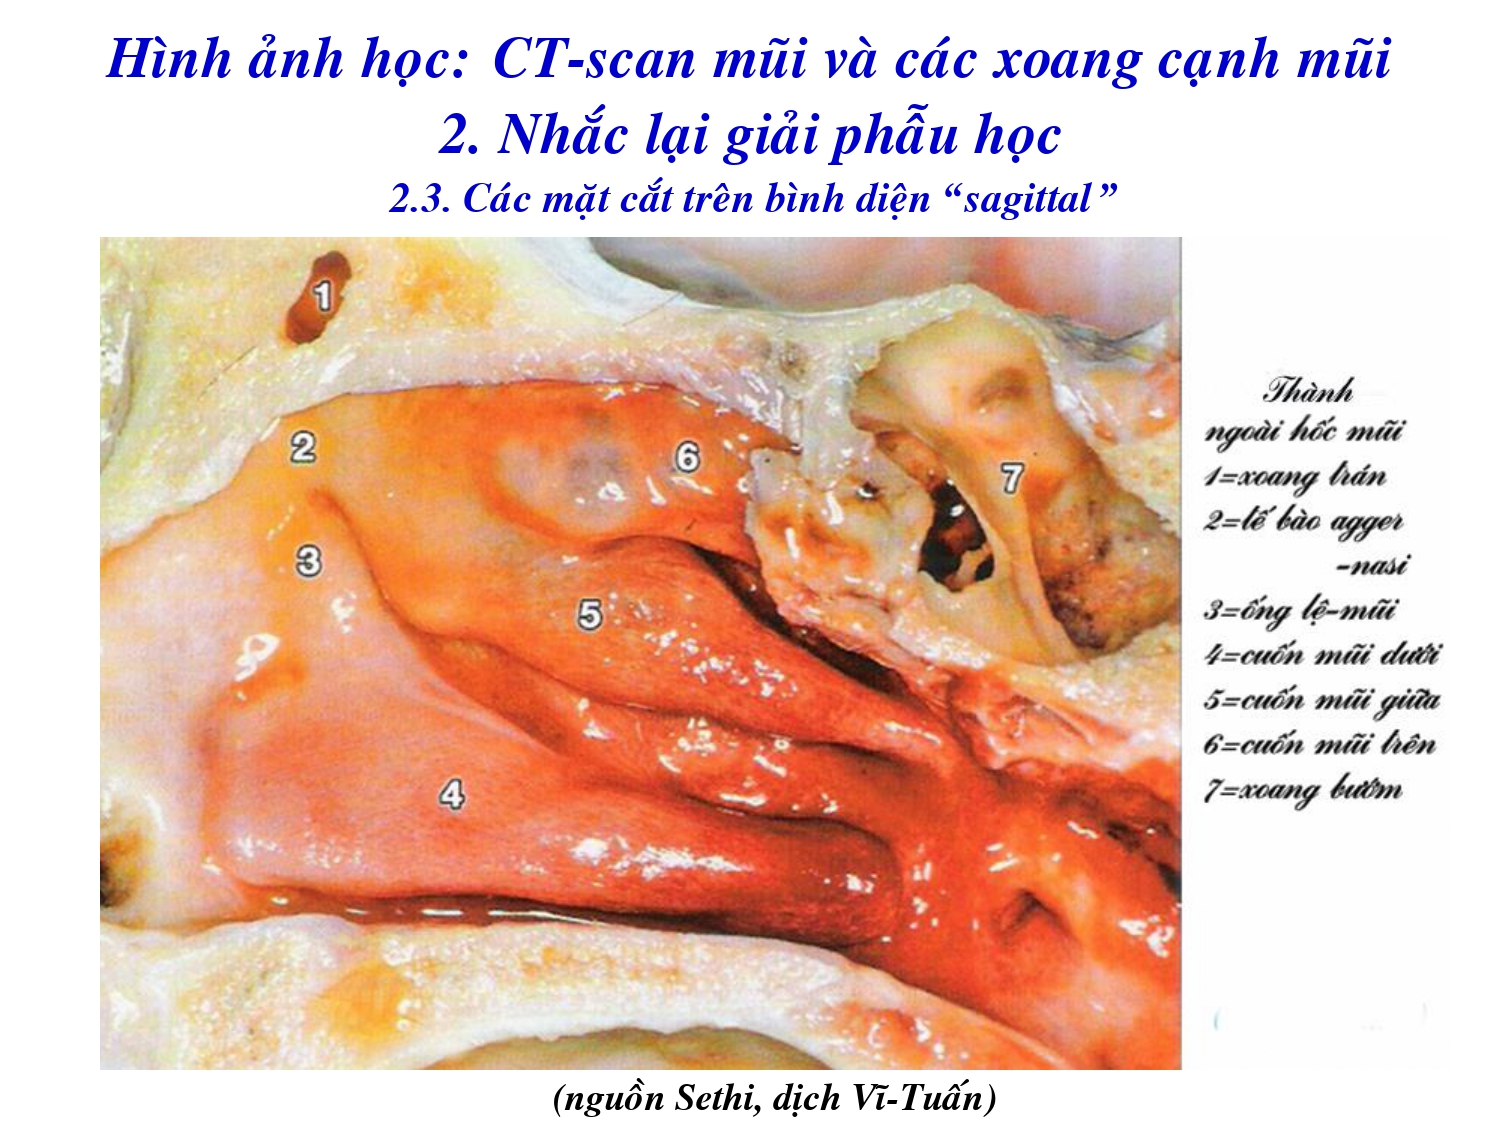 Hình ảnh học: CT-scan mũi và các xoang cạnh mũi
2. Nhắc lại giải phẫu học
2.3. Các mặt cắt trên bình diện “sagittal”
1
2
6
7
3
5
4
Thành
ngoài hốc mũi
1=xoang trán
2=tế bào agger
-nasi
3=ống lệ-mũi
4=cuốn mũi dưới
5=cuốn mũi giữa
6=cuốn mũi trên
7=xoang bướm
(nguồn Sethi, dịch Vĩ-Tuấn)